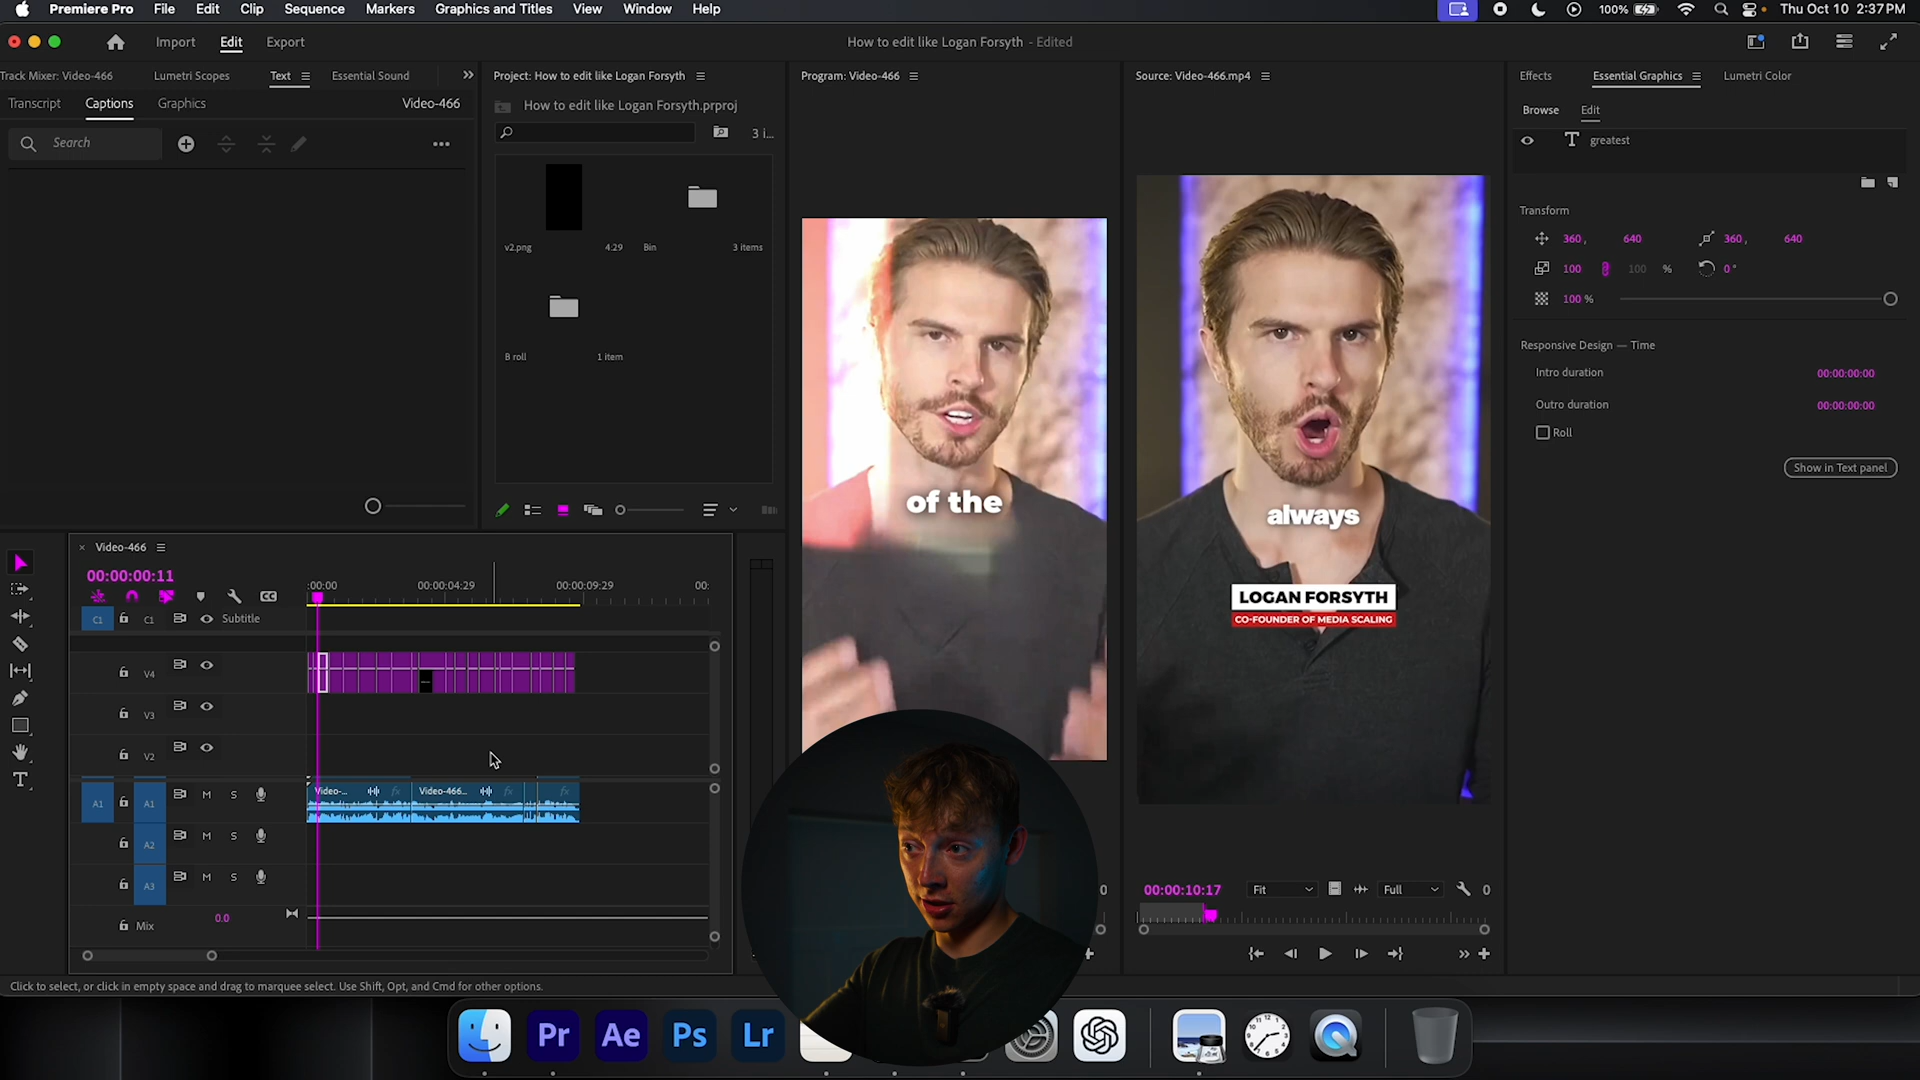 Premiere Pro File Edit Clip Sequence Markers Graphics and Titles View Window Help
100% Thu Oct 10 2:37 PM
Import Edit Export
How to edit like Logan Forsyth - Edited
Track Mixer: Video-466 Lumetri Scopes Text Essential Sound
Transcript Captions Graphics Video-466
Search
Project: How to edit like Logan Forsyth
How to edit like Logan Forsyth.prproj
3 i...
v2.png 4:29 Bin 3 items
B roll 1 item
Program: Video-466
of the
Source: Video-466.mp4
always
LOGAN FORSYTH
CO-FOUNDER OF MEDIA SCALING
00:00:10:17 Fit Full 0
Effects Essential Graphics Lumetri Color
Browse Edit
T greatest
Transform
360, 640 360, 640
100 100 % 0°
100 %
Responsive Design — Time
Intro duration 00:00:00:00
Outro duration 00:00:00:00
Roll
Show in Text panel
× Video-466
00:00:00:11
:00:00 00:00:04:29 00:00:09:29 00:
C1 C1 Subtitle
V4
V3
V2
A1 A1 M S Video-... fx Video-466... fx fx
A2 M S
A3 M S
Mix 0.0
Click to select, or click in empty space and drag to marquee select. Use Shift, Opt, and Cmd for other options.
Pr Ae Ps Lr